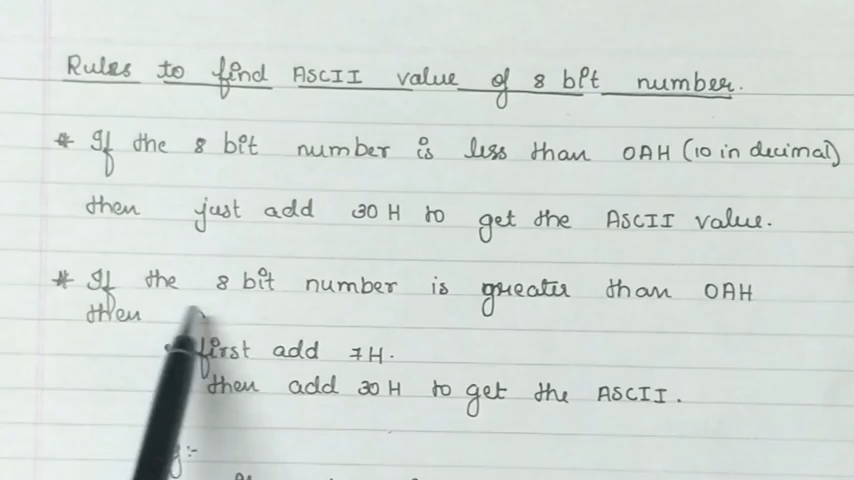 Rules to find ASCII value of 8 bit number.
* If the 8 bit number is less than 0AH (10 in decimal)
then just add 30 H to get the ASCII value.
* If the 8 bit number is greater than 0AH
then
first add 7H.
then add 30 H to get the ASCII.